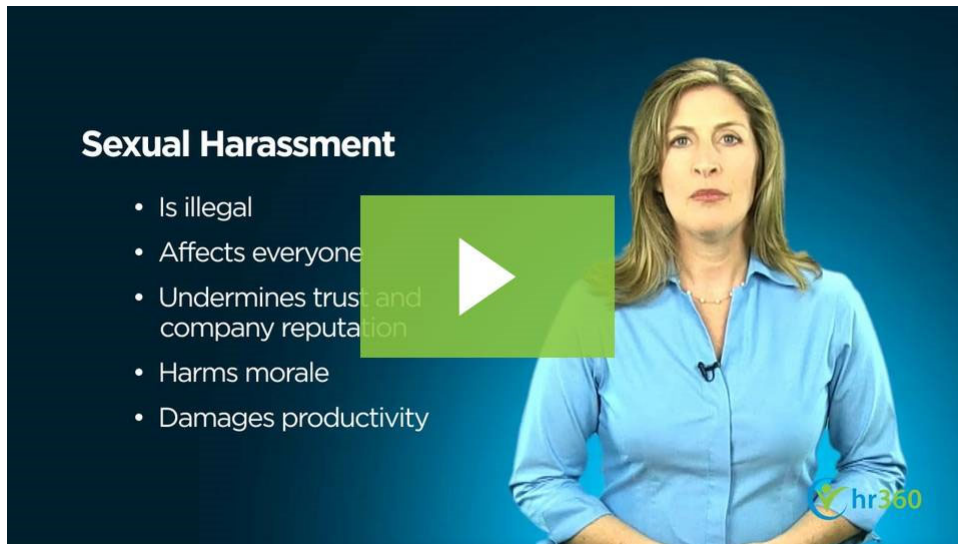 Sexual Harassment
• Is illegal
• Affects everyone
• Undermines trust and
company reputation
• Harms morale
• Damages productivity
hr360